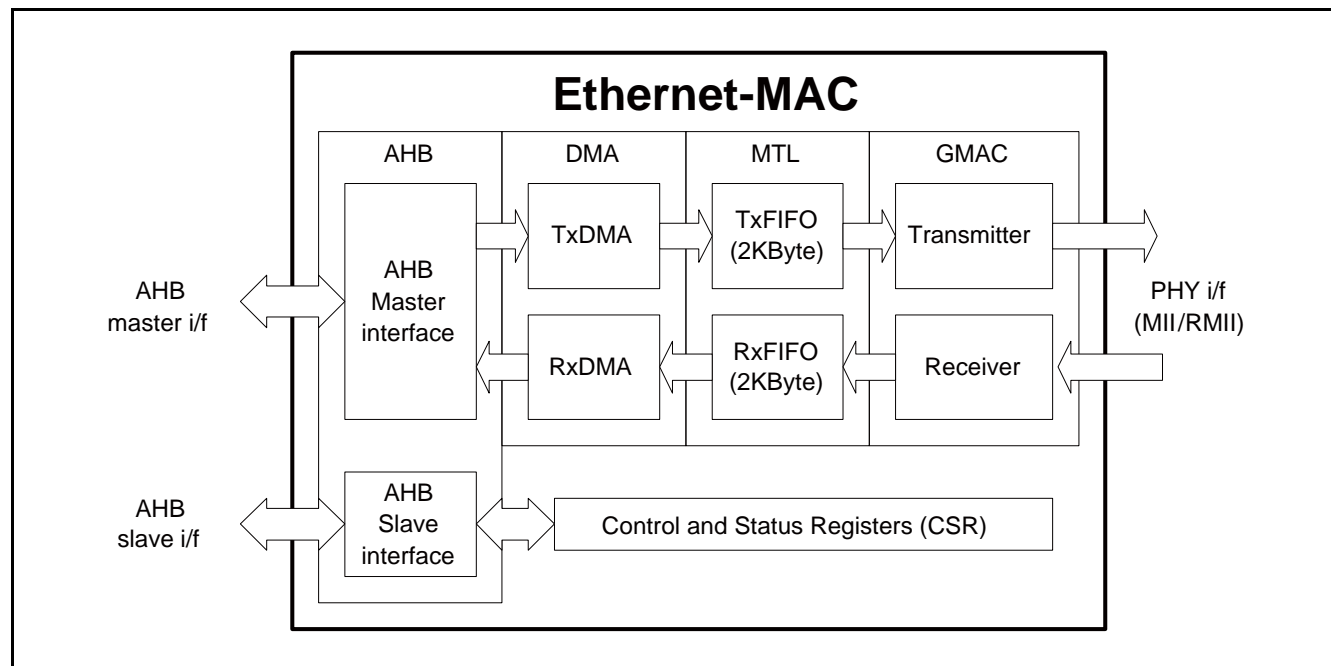 Ethernet-MAC
AHB
DMA
MTL
GMAC
AHB
Master
interface
TxDMA
TxFIFO
(2KByte)
Transmitter
RxDMA
RxFIFO
(2KByte)
Receiver
AHB
master i/f
PHY i/f
(MII/RMII)
AHB
slave i/f
AHB
Slave
interface
Control and Status Registers (CSR)